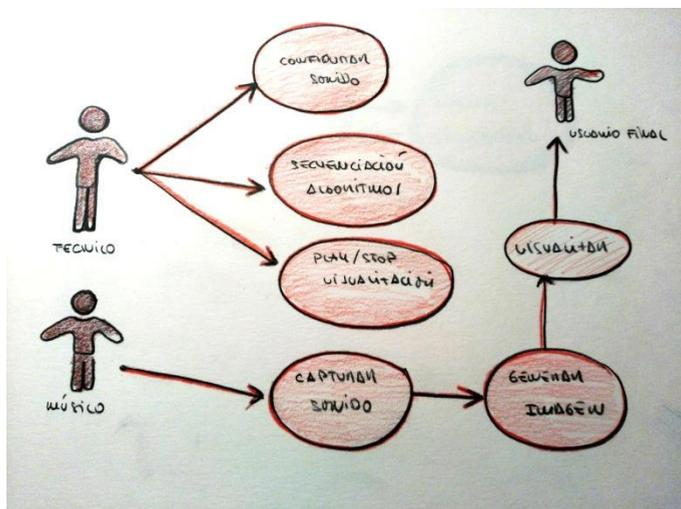 CONFIGURAR
SONIDO
USUARIO FINAL
SECUENCIACIÓN
ALGORITMOS
TÉCNICO
PLAY/STOP
VISUALIZACIÓN
VISUALIZAR
MÚSICO
CAPTURAR
SONIDO
GENERAR
IMAGEN